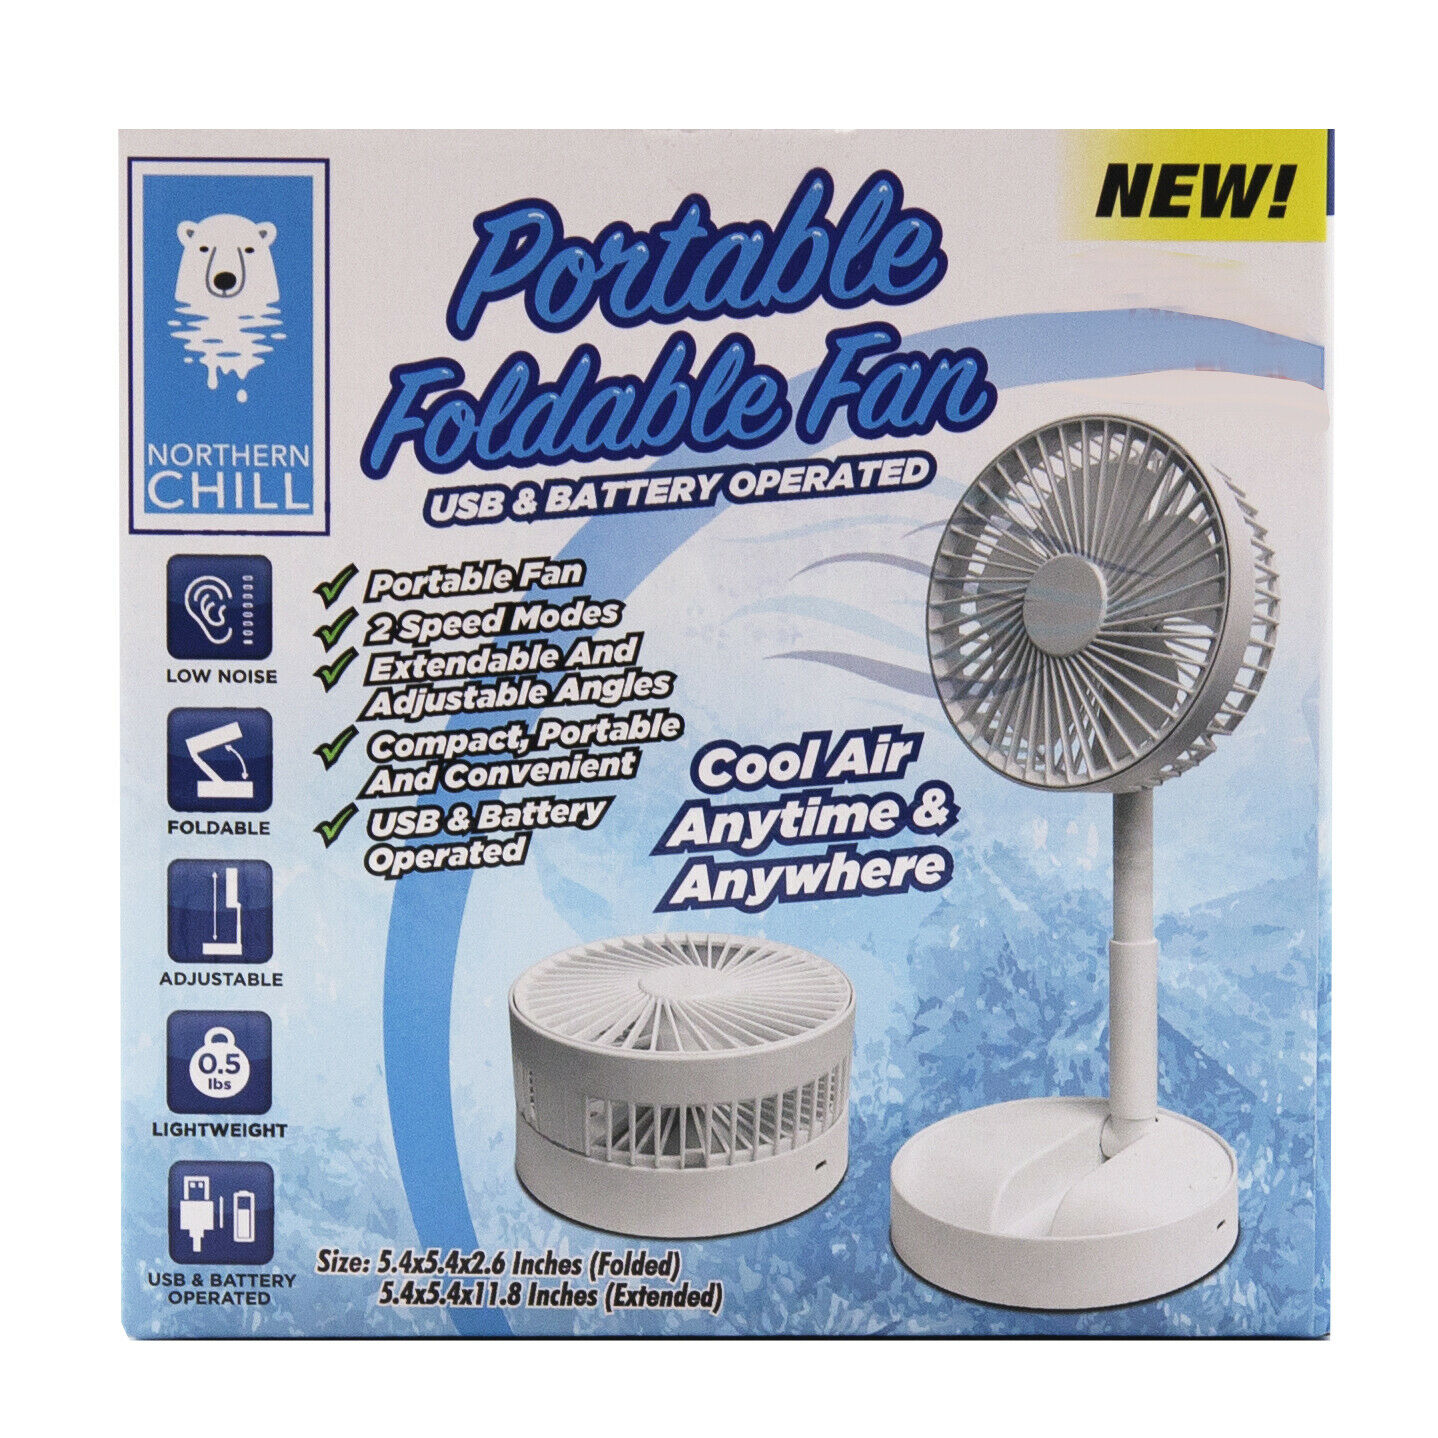 NEW!
Portable
Foldable Fan
USB & BATTERY OPERATED
NORTHERN
CHILL
LOW NOISE
FOLDABLE
ADJUSTABLE
0.5
lbs
LIGHTWEIGHT
USB & BATTERY
OPERATED
Portable Fan
2 Speed Modes
Extendable And
Adjustable Angles
Compact, Portable
And Convenient
USB & Battery
Operated
Cool Air
Anytime &
Anywhere
Size: 5.4x5.4x2.6 Inches (Folded)
5.4x5.4x11.8 Inches (Extended)